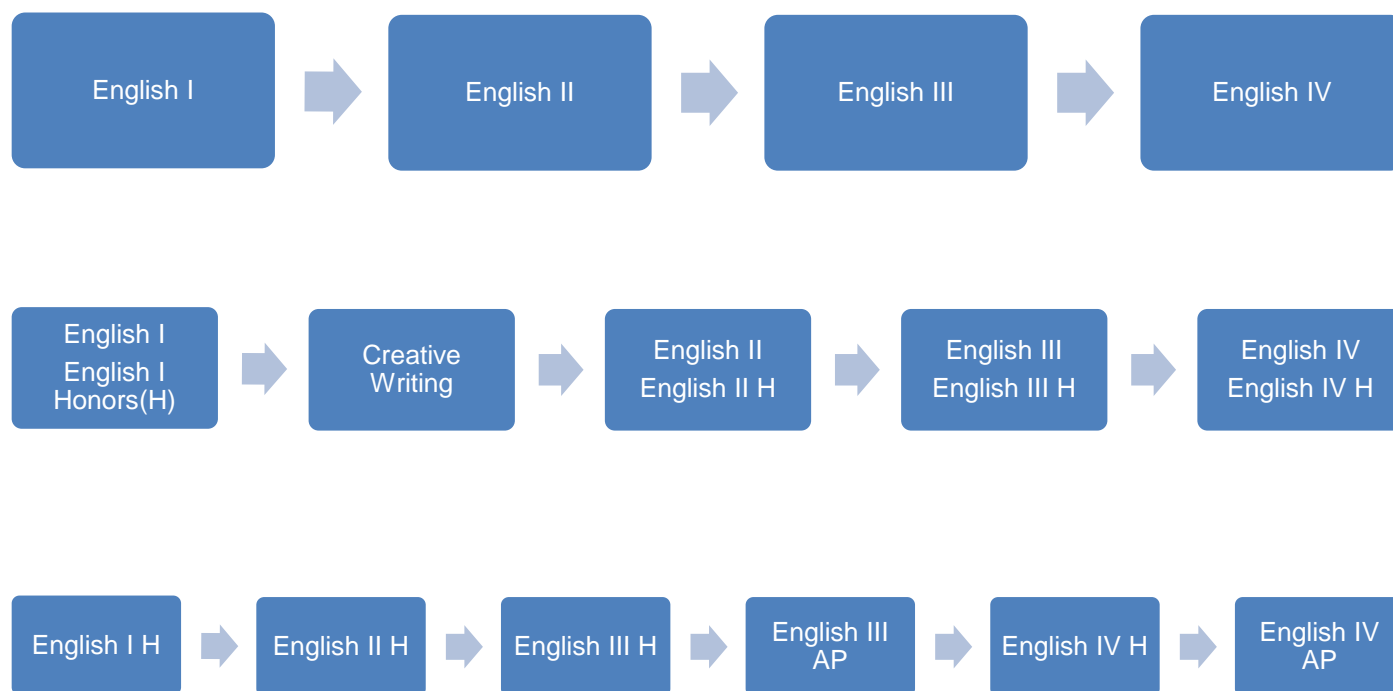 English I
English II
English III
English IV
English I
English I
Honors(H)
Creative
Writing
English II
English II H
English III
English III H
English IV
English IV H
English I H
English II H
English III H
English III
AP
English IV H
English IV
AP